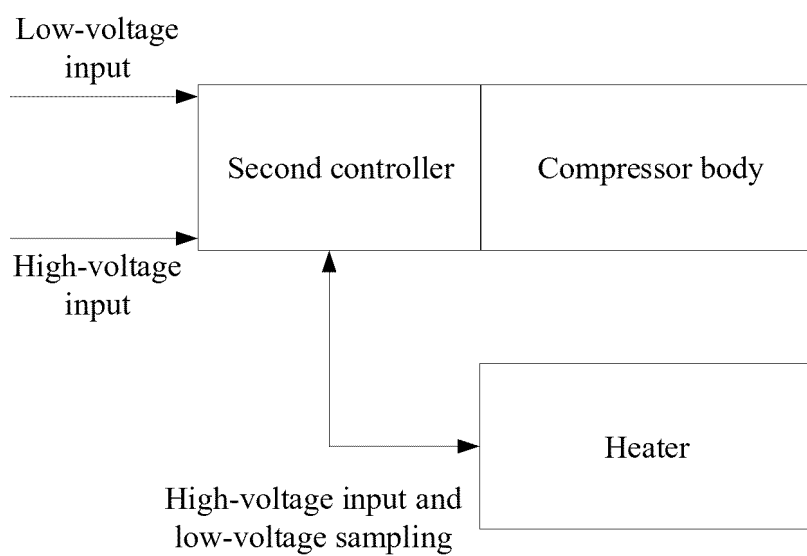 Low-voltage
input
Second controller
Compressor body
High-voltage
input
Heater
High-voltage input and
low-voltage sampling